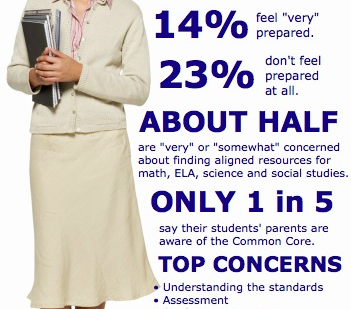 14% feel "very"
prepared.
23% don't feel
prepared
at all.
ABOUT HALF
are "very" or "somewhat" concerned
about finding aligned resources for
math, ELA, science and social studies.
ONLY 1 in 5
say their students' parents are
aware of the Common Core.
TOP CONCERNS
• Understanding the standards
• Assessment